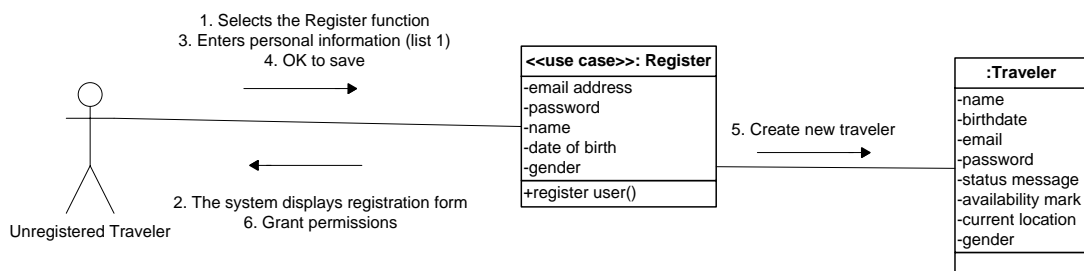 1. Selects the Register function
3. Enters personal information (list 1)
4. OK to save
Unregistered Traveler
2. The system displays registration form
6. Grant permissions
<<use case>>: Register
-email address
-password
-name
-date of birth
-gender
+register user()
5. Create new traveler
:Traveler
-name
-birthdate
-email
-password
-status message
-availability mark
-current location
-gender